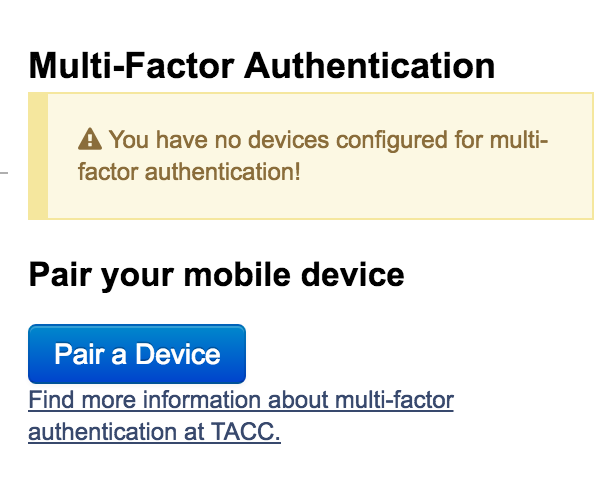 Multi-Factor Authentication
You have no devices configured for multi-
factor authentication!
Pair your mobile device
Pair a Device
Find more information about multi-factor
authentication at TACC.